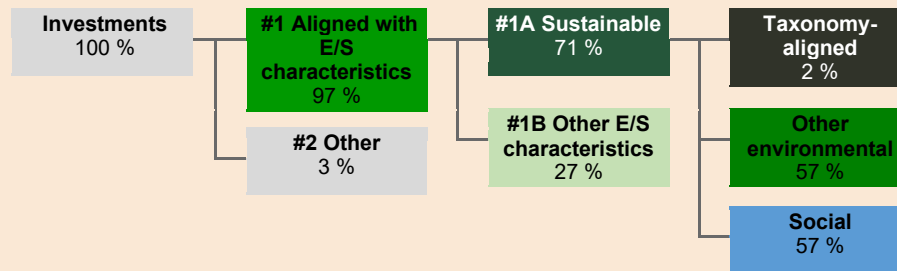 Investments
100 %
#1 Aligned with
E/S
characteristics
97 %
#2 Other
3 %
#1A Sustainable
71 %
#1B Other E/S
characteristics
27 %
Taxonomy-
aligned
2 %
Other
environmental
57 %
Social
57 %